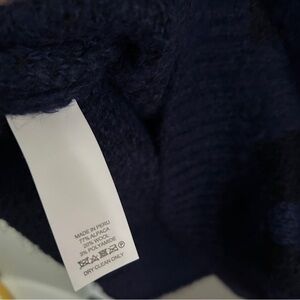 MADE IN PERU
77% ALPACA
20% WOOL
3% POLYAMIDE
DRY CLEAN ONLY